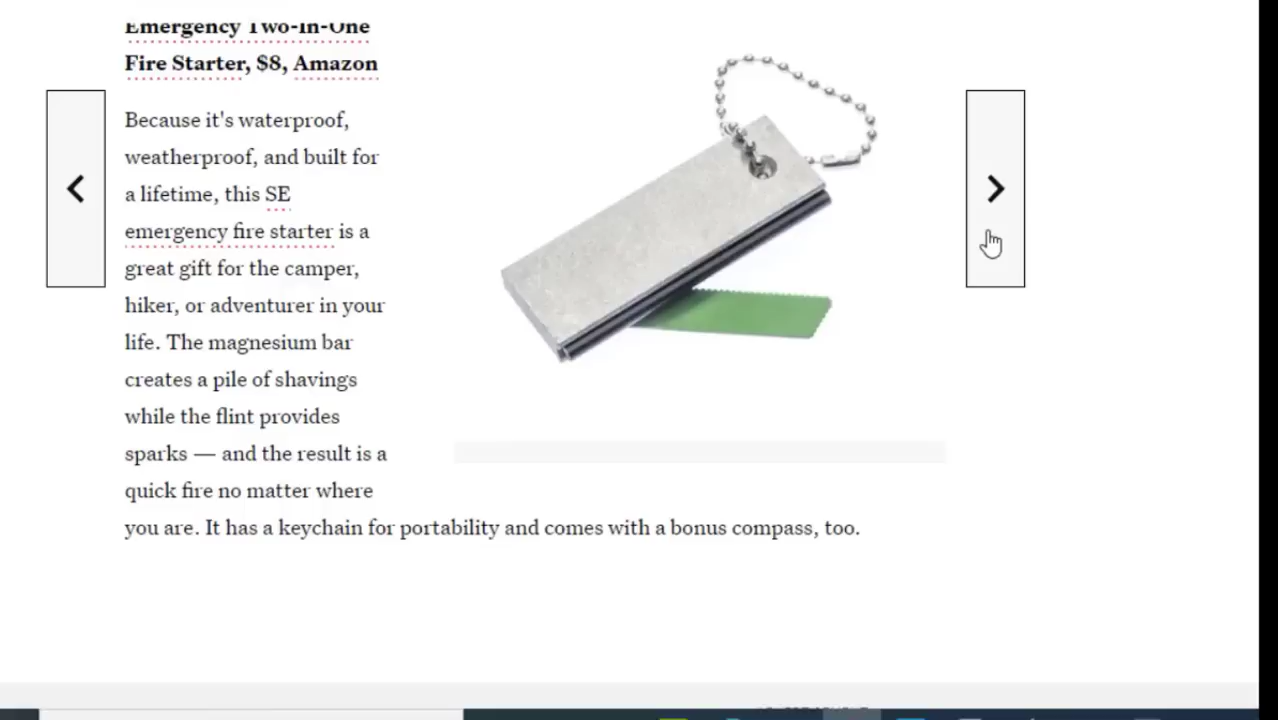 Emergency Two-In-One
Fire Starter, $8, Amazon
Because it's waterproof,
weatherproof, and built for
a lifetime, this SE
emergency fire starter is a
great gift for the camper,
hiker, or adventurer in your
life. The magnesium bar
creates a pile of shavings
while the flint provides
sparks — and the result is a
quick fire no matter where
you are. It has a keychain for portability and comes with a bonus compass, too.